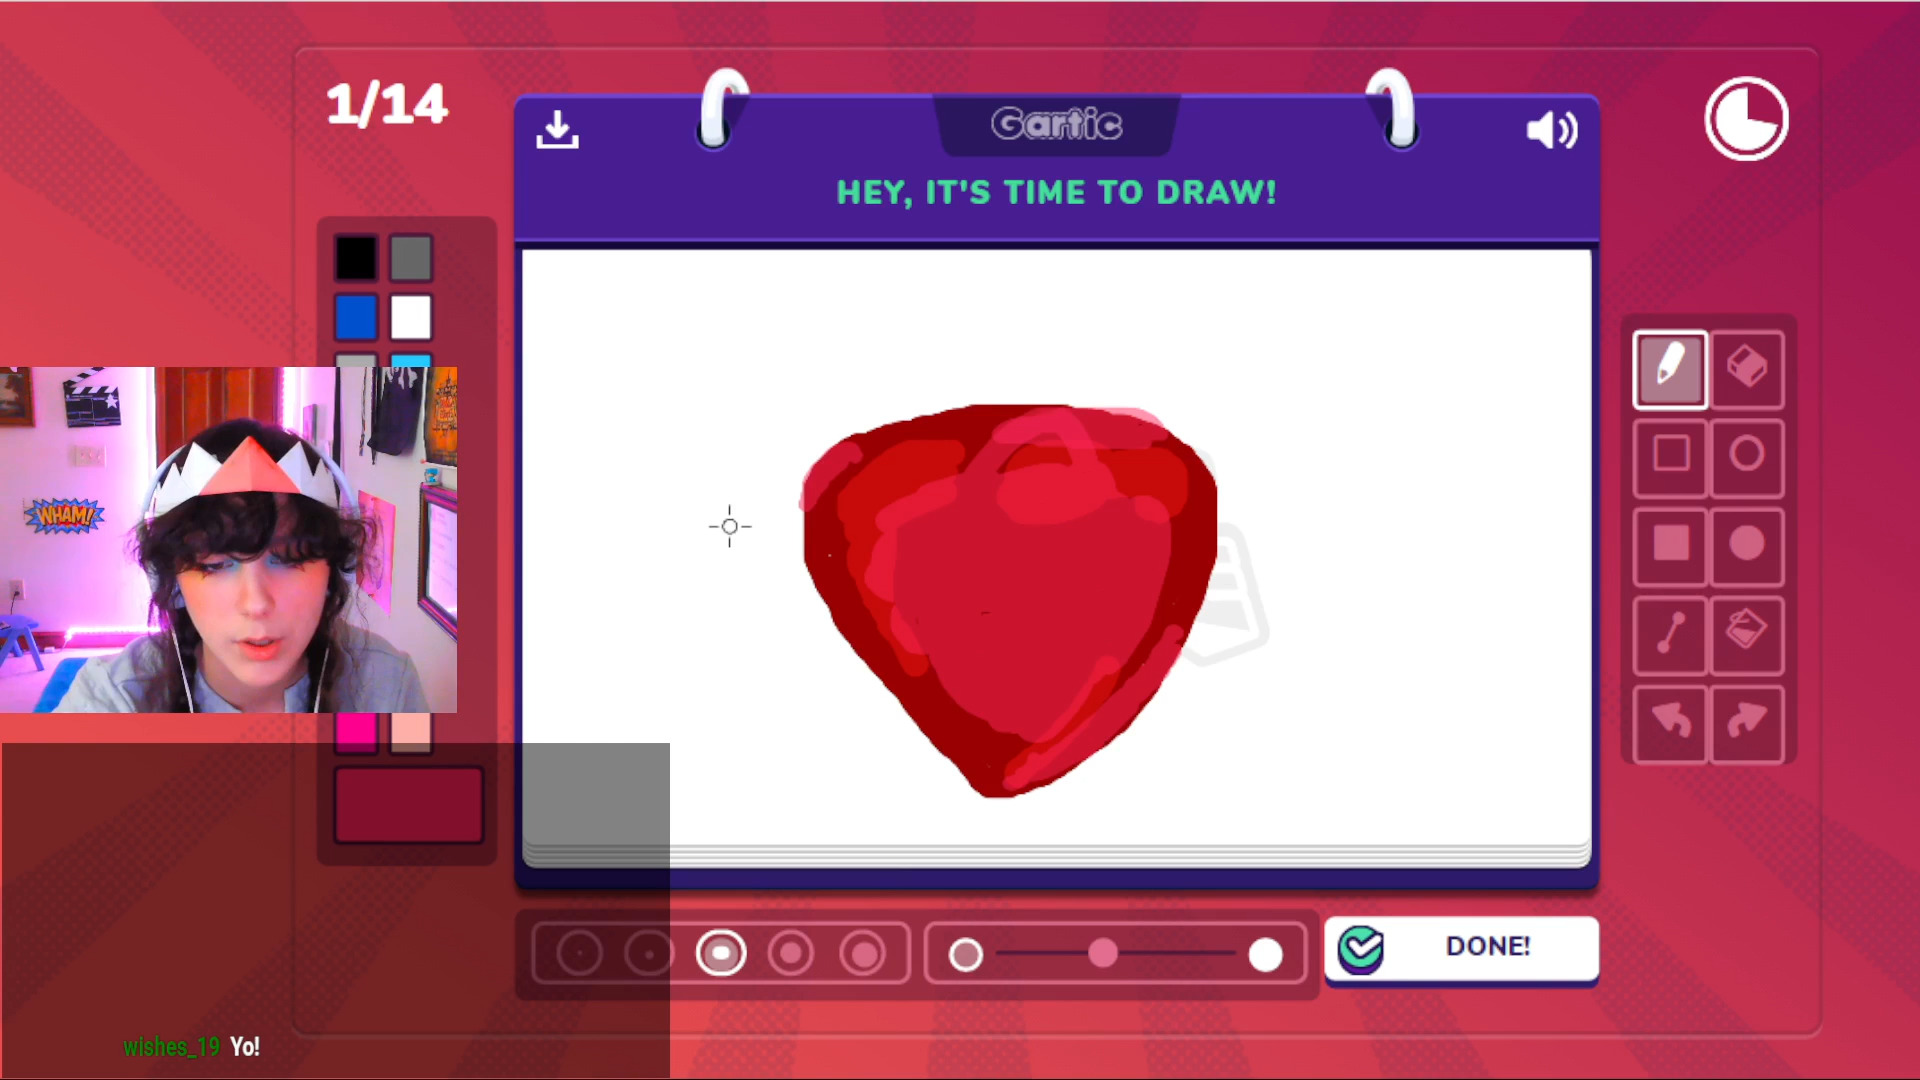 1/14
Gartic
HEY, IT'S TIME TO DRAW!
WHAM!
DONE!
wishes_19 Yo!